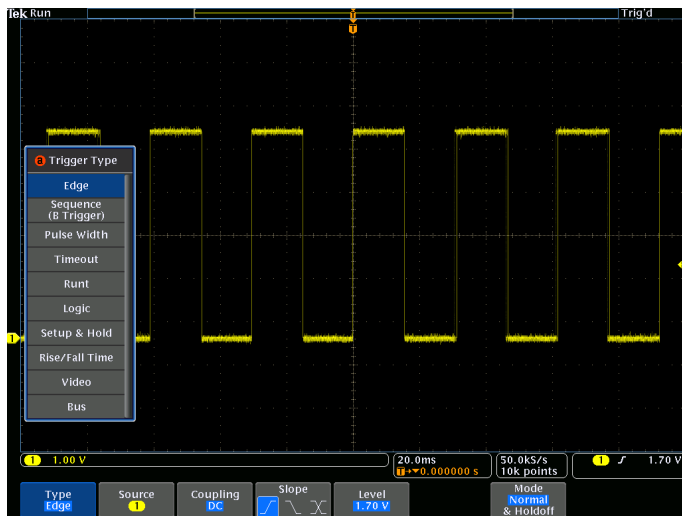 Tek Run Trig'd
T
T
a Trigger Type
Edge
Sequence
(B Trigger)
Pulse Width
Timeout
Runt
Logic
Setup & Hold
Rise/Fall Time
Video
Bus
1
1 1.00 V
20.0ms
T→▼0.000000 s
50.0kS/s
10k points
1 1.70 V
Type
Edge
Source
1
Coupling
DC
Slope
Level
1.70 V
Mode
Normal
& Holdoff